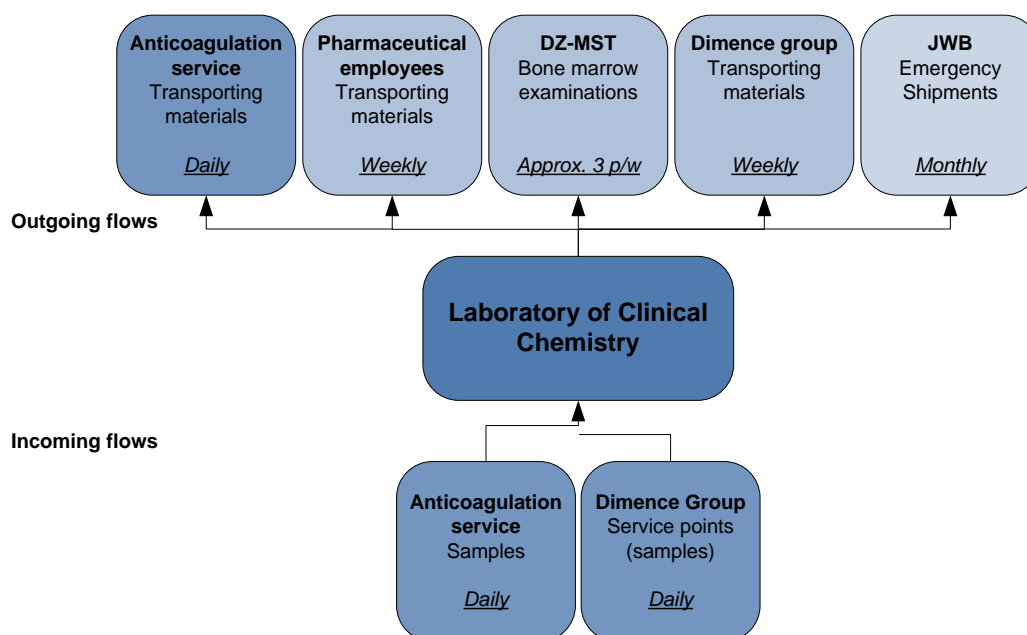 Anticoagulation
service
Transporting
materials
Daily
Pharmaceutical
employees
Transporting
materials
Weekly
DZ-MST
Bone marrow
examinations
Approx. 3 p/w
Dimence group
Transporting
materials
Weekly
JWB
Emergency
Shipments
Monthly
Outgoing flows
Laboratory of Clinical
Chemistry
Incoming flows
Anticoagulation
service
Samples
Daily
Dimence Group
Service points
(samples)
Daily